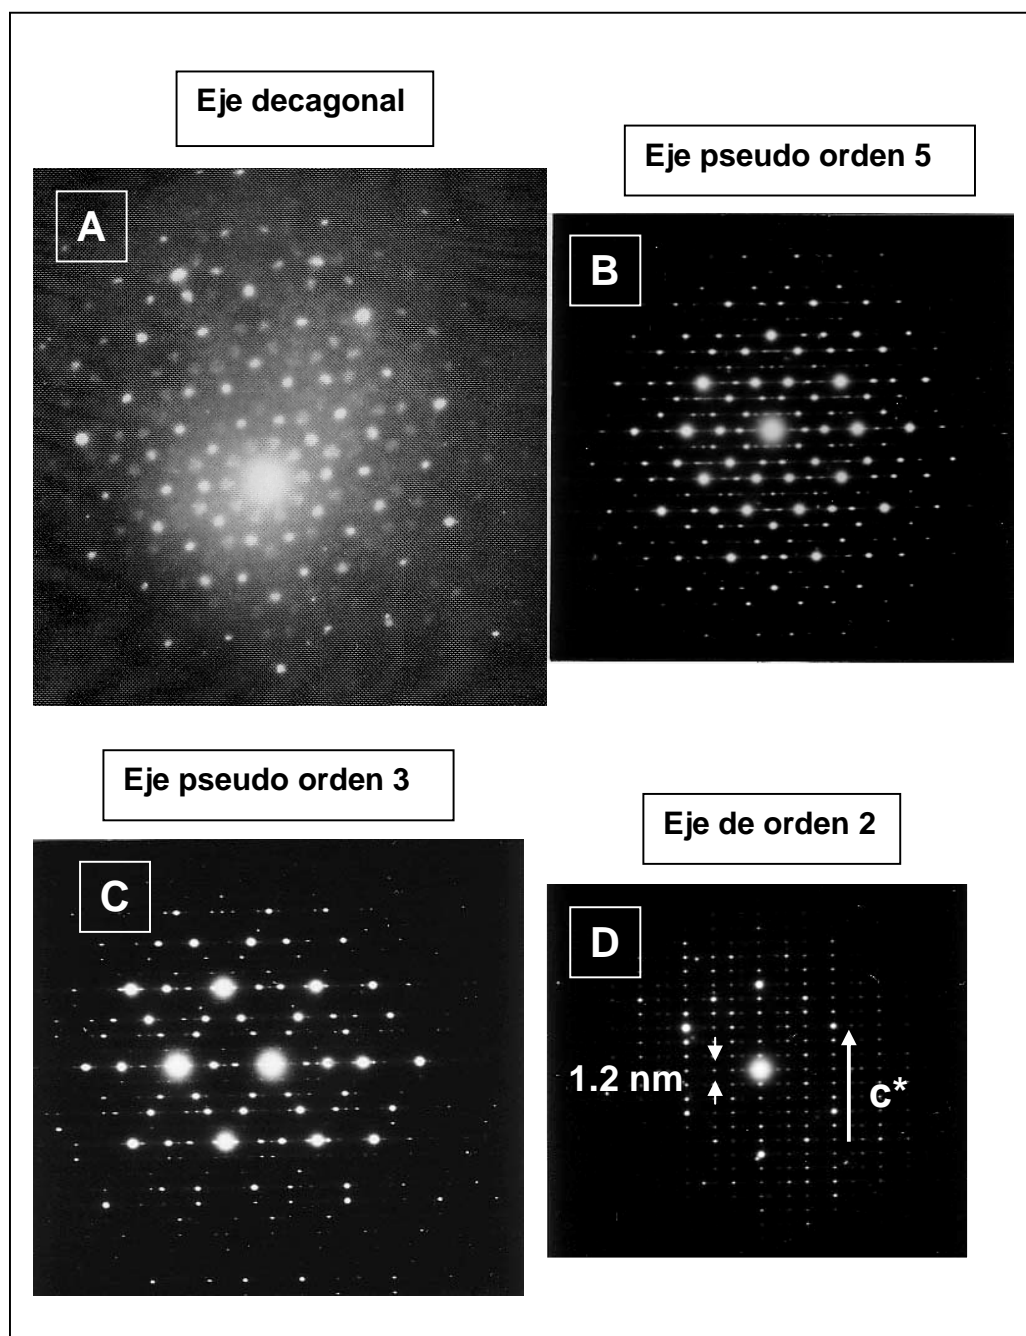 Eje decagonal
Eje pseudo orden 5
A
B
Eje pseudo orden 3
Eje de orden 2
C
D
1.2 nm
c*